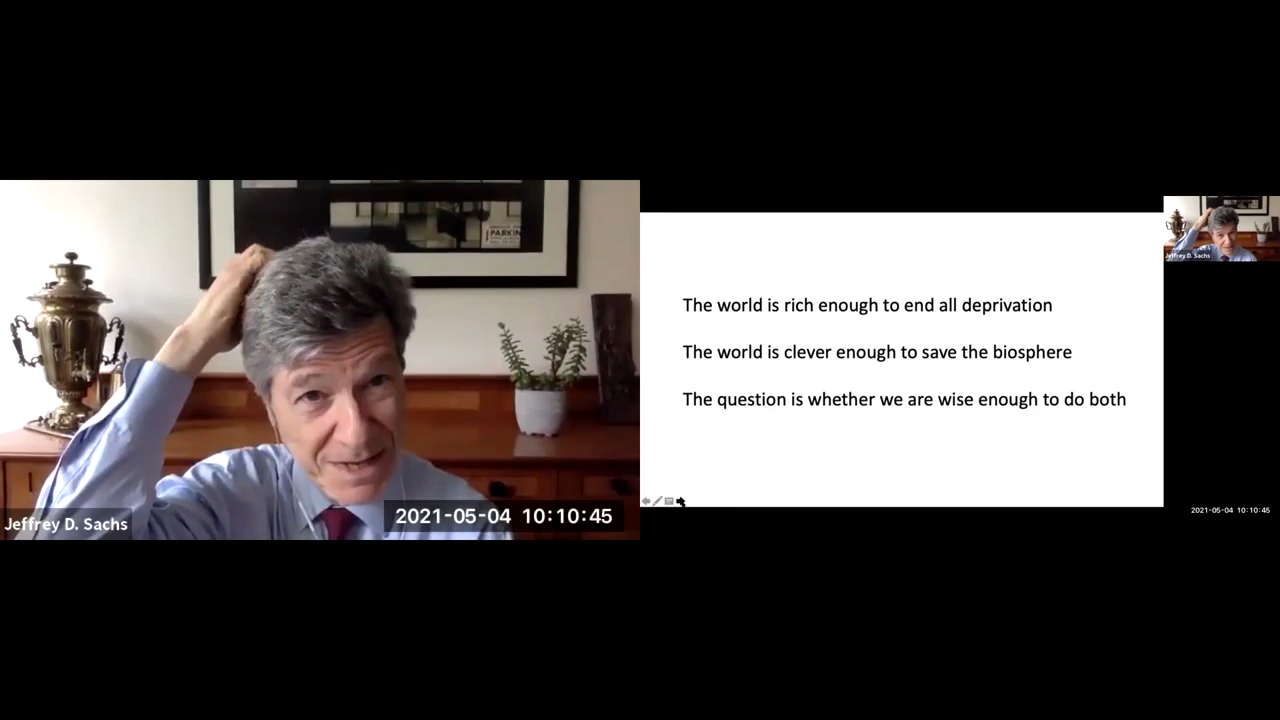 PARKIN
Jeffrey D. Sachs
2021-05-04 10:10:45
The world is rich enough to end all deprivation
The world is clever enough to save the biosphere
The question is whether we are wise enough to do both
Jeffrey D. Sachs
2021-05-04 10:10:45